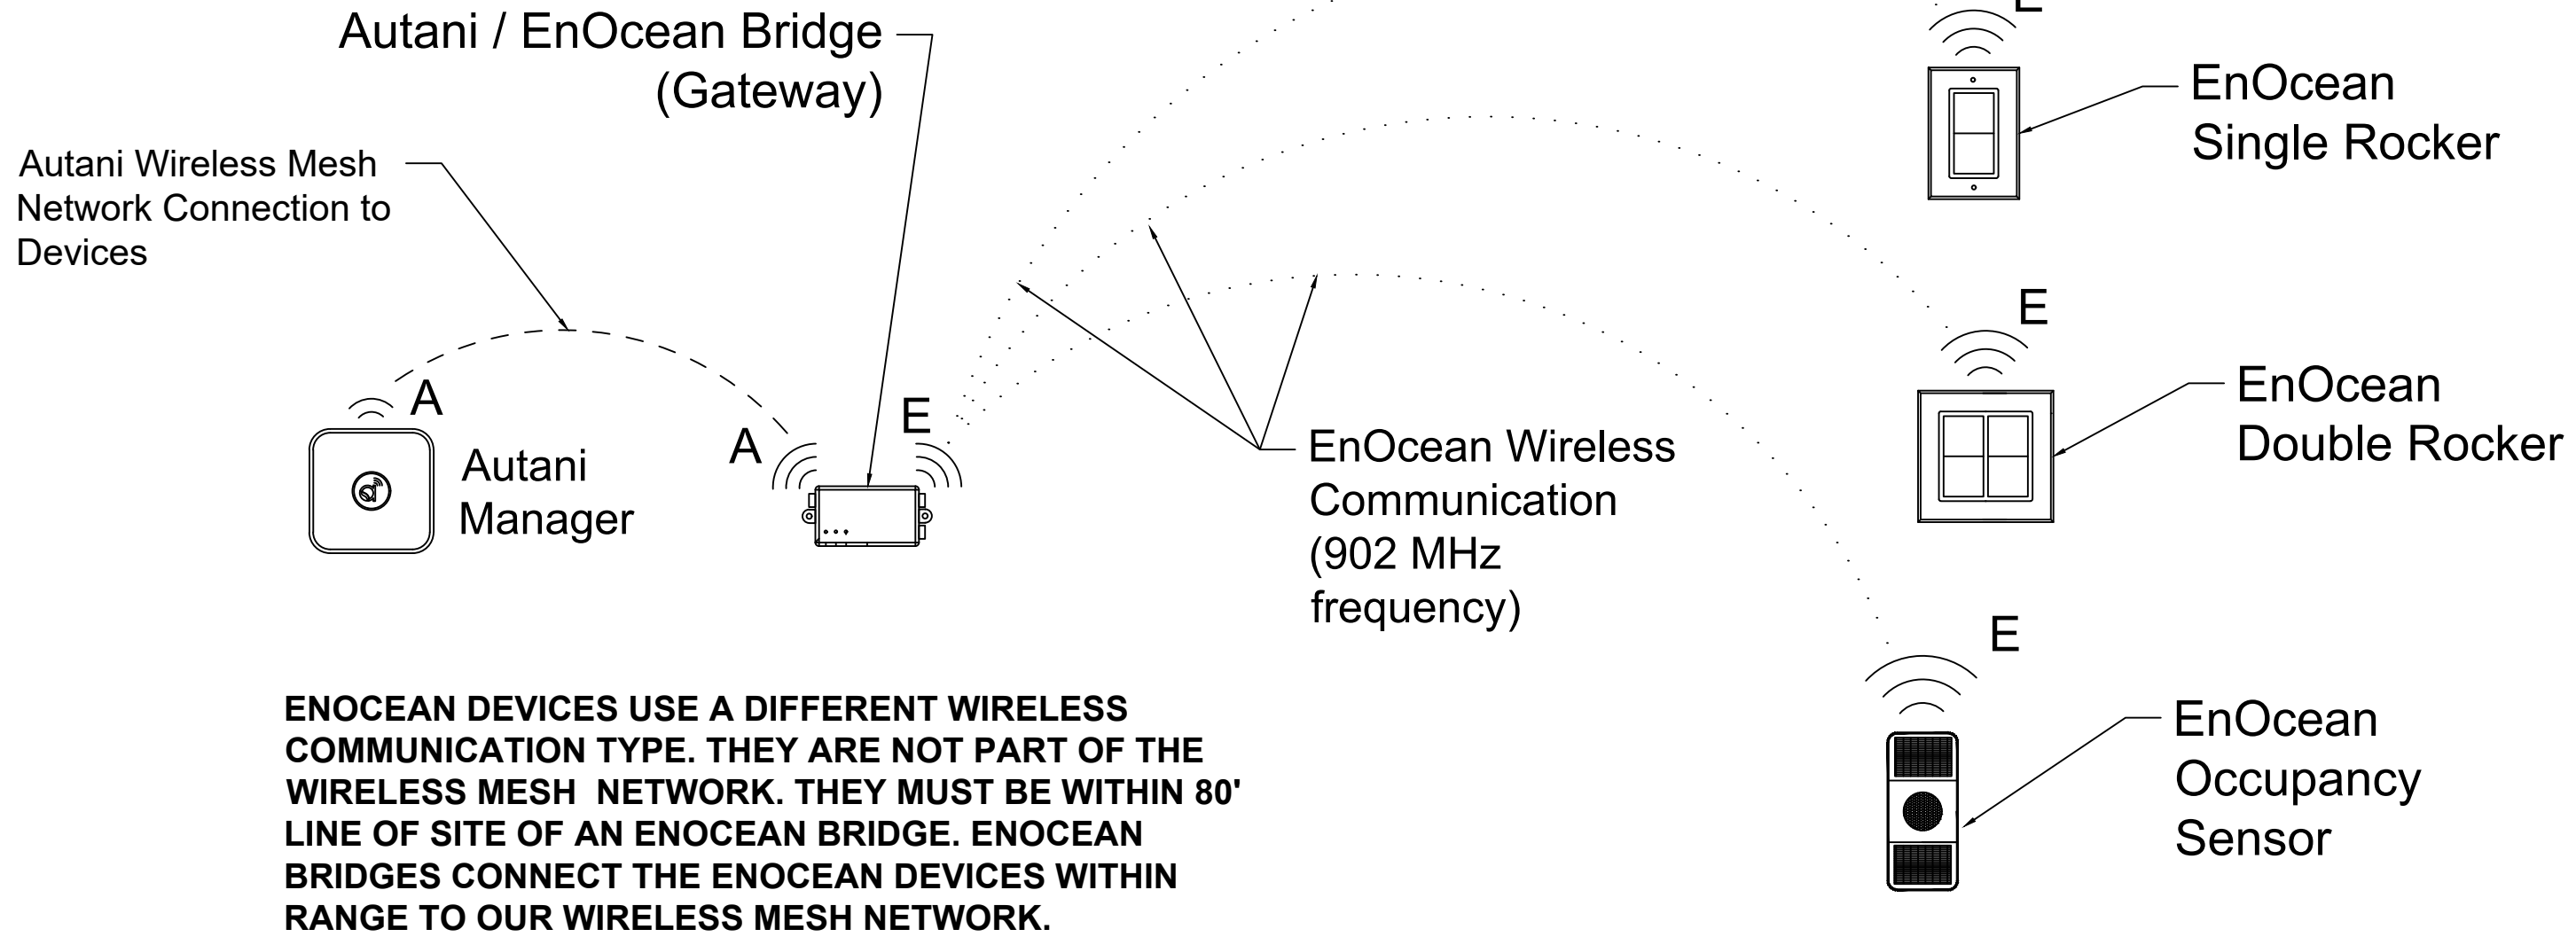 Autani / EnOcean Bridge
(Gateway)
E
EnOcean
Single Rocker
Autani Wireless Mesh
Network Connection to
Devices
E
EnOcean
Double Rocker
A
Autani
Manager
A
E
EnOcean Wireless
Communication
(902 MHz
frequency)
E
EnOcean
Occupancy
Sensor
ENOCEAN DEVICES USE A DIFFERENT WIRELESS
COMMUNICATION TYPE. THEY ARE NOT PART OF THE
WIRELESS MESH  NETWORK. THEY MUST BE WITHIN 80'
LINE OF SITE OF AN ENOCEAN BRIDGE. ENOCEAN
BRIDGES CONNECT THE ENOCEAN DEVICES WITHIN
RANGE TO OUR WIRELESS MESH NETWORK.